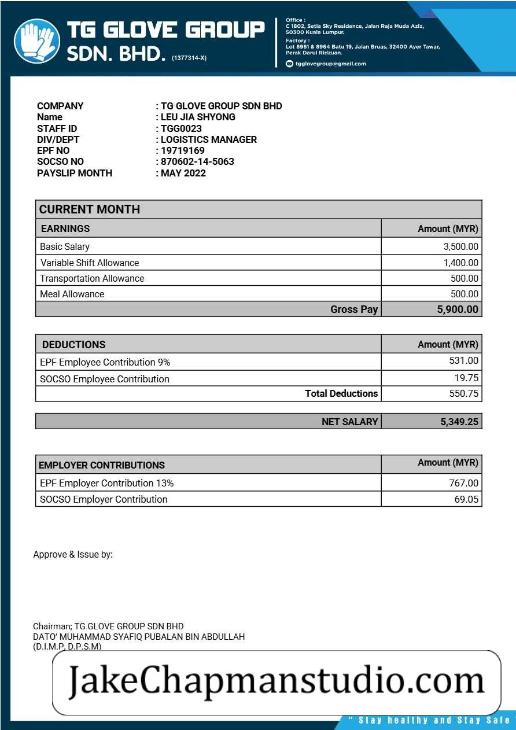 TG GLOVE GROUP
SDN. BHD. (1377314-X)
Office :
C 1802, Setia Sky Residence, Jalan Raja Muda Aziz,
50300 Kuala Lumpur.
Factory :
Lot 8961 & 8964 Batu 19, Jalan Bruas, 32400 Ayer Tawar,
Perak Darul Ridzuan.
tgglovegroup@gmail.com
COMPANY : TG GLOVE GROUP SDN BHD
Name : LEU JIA SHYONG
STAFF ID : TGG0023
DIV/DEPT : LOGISTICS MANAGER
EPF NO : 19719169
SOCSO NO : 870602-14-5063
PAYSLIP MONTH : MAY 2022
CURRENT MONTH
EARNINGS Amount (MYR)
Basic Salary 3,500.00
Variable Shift Allowance 1,400.00
Transportation Allowance 500.00
Meal Allowance 500.00
Gross Pay 5,900.00
DEDUCTIONS Amount (MYR)
EPF Employee Contribution 9% 531.00
SOCSO Employee Contribution 19.75
Total Deductions 550.75
NET SALARY 5,349.25
EMPLOYER CONTRIBUTIONS Amount (MYR)
EPF Employer Contribution 13% 767.00
SOCSO Employer Contribution 69.05
Approve & Issue by:
Chairman; TG.GLOVE GROUP SDN BHD
DATO' MUHAMMAD SYAFIQ PUBALAN BIN ABDULLAH
(D.I.M.P, D.P.S.M)
JakeChapmanstudio.com
" Stay healthy and Stay Safe